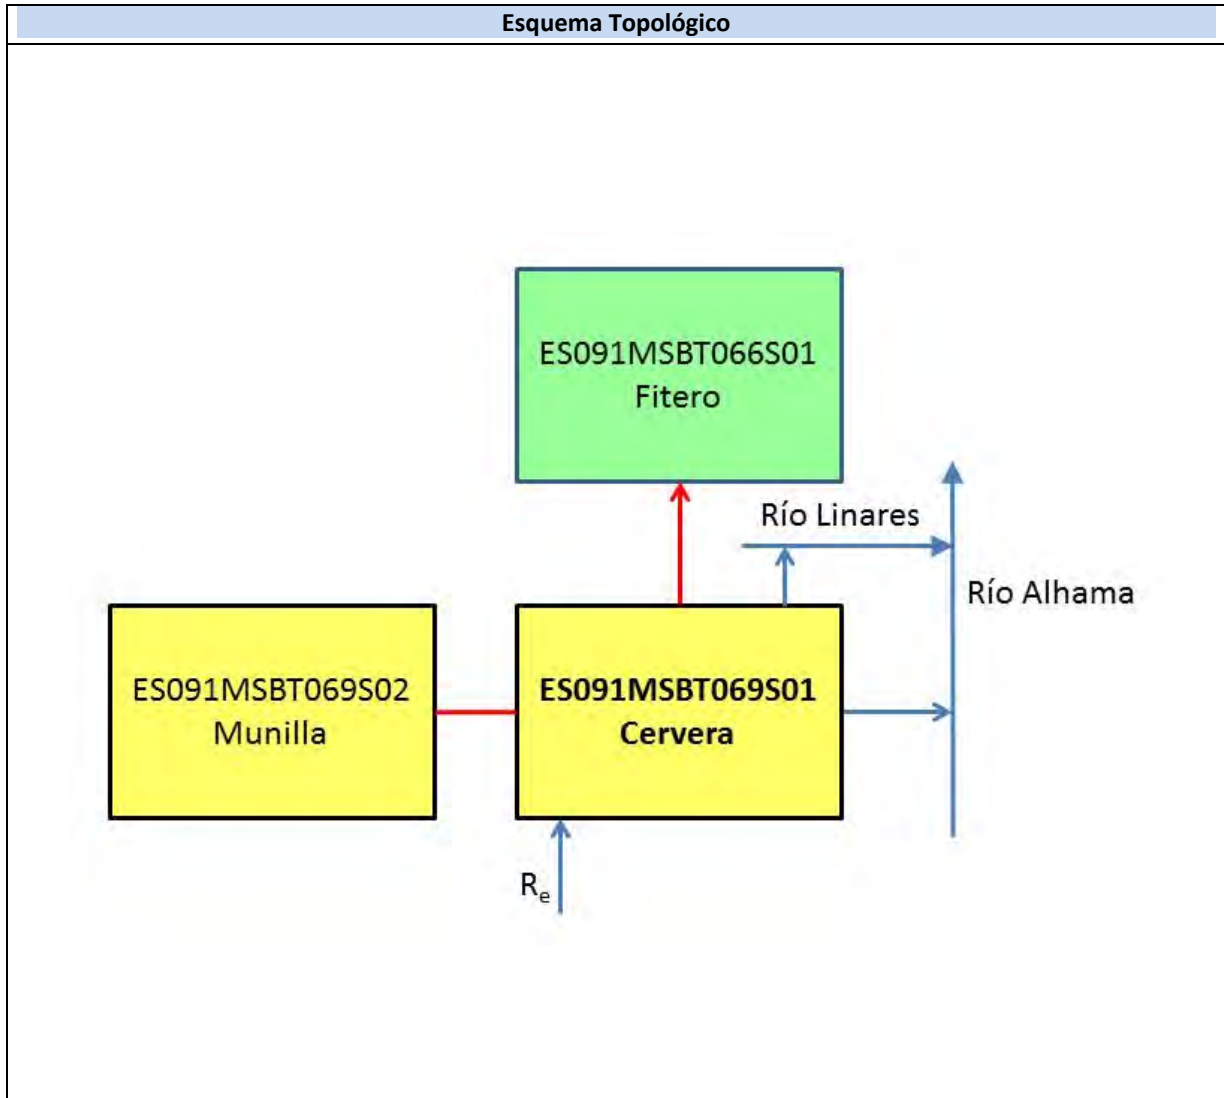 Esquema Topológico
ES091MSBT066S01
Fitero
Río Linares
Río Alhama
ES091MSBT069S02
Munilla
ES091MSBT069S01
Cervera
Re